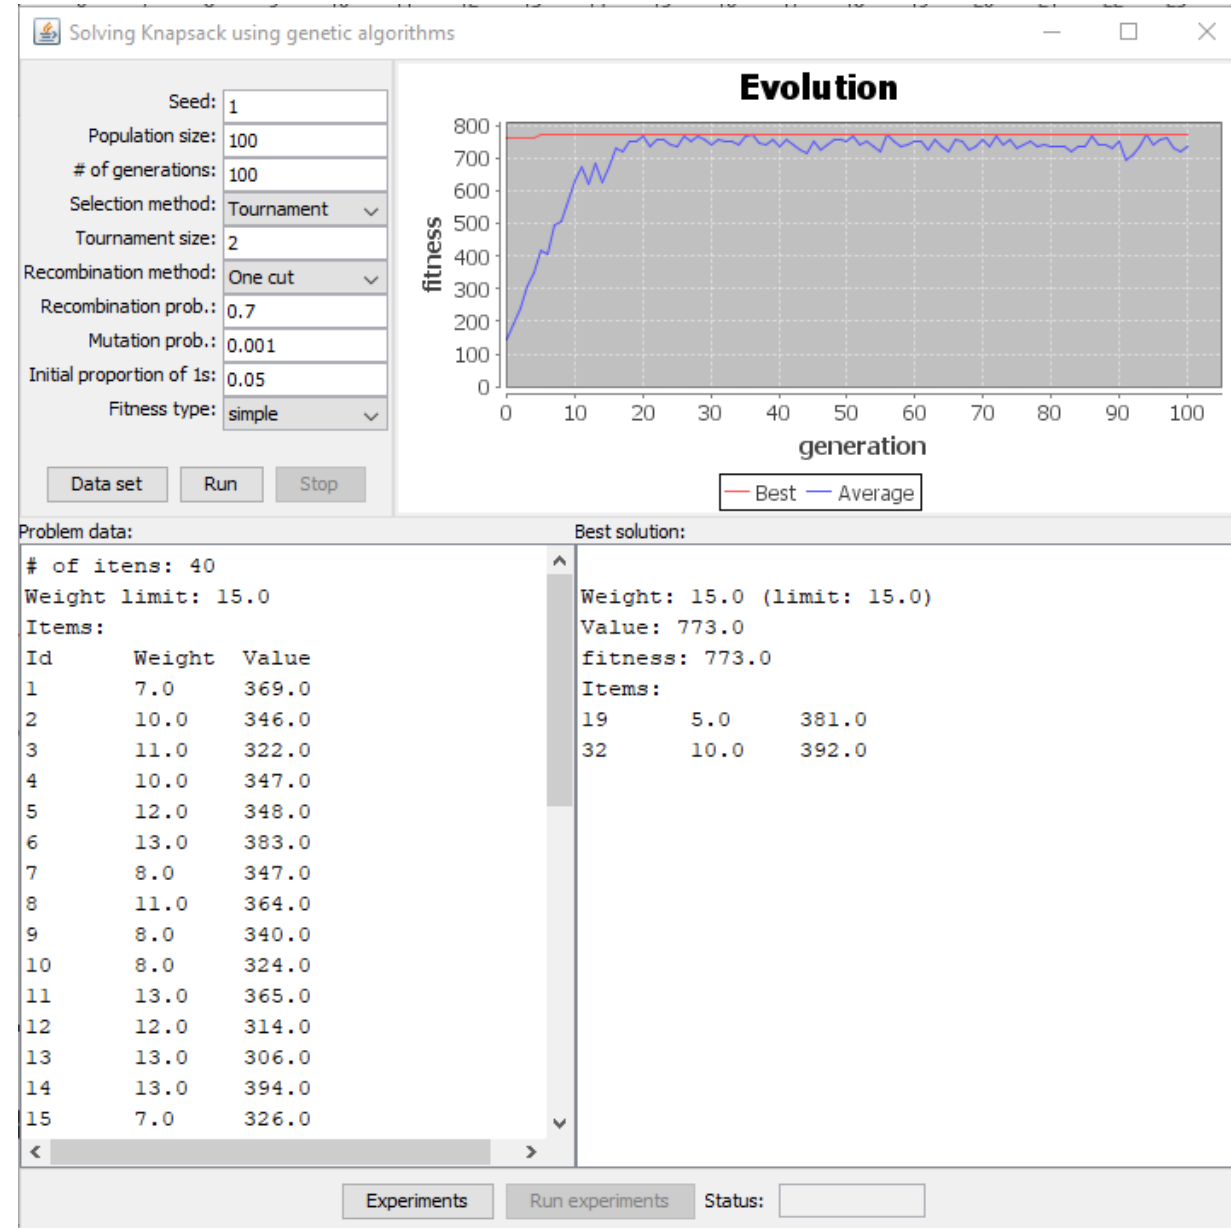 Solving Knapsack using genetic algorithms
Seed: 1
Population size: 100
# of generations: 100
Selection method: Tournament
Tournament size: 2
Recombination method: One cut
Recombination prob.: 0.7
Mutation prob.: 0.001
Initial proportion of 1s: 0.05
Fitness type: simple
Data set Run Stop
Evolution
800
700
600
500
400
300
200
100
0
fitness
0 10 20 30 40 50 60 70 80 90 100
generation
Best Average
Problem data:
# of itens: 40
Weight limit: 15.0
Items:
Id Weight Value
1 7.0 369.0
2 10.0 346.0
3 11.0 322.0
4 10.0 347.0
5 12.0 348.0
6 13.0 383.0
7 8.0 347.0
8 11.0 364.0
9 8.0 340.0
10 8.0 324.0
11 13.0 365.0
12 12.0 314.0
13 13.0 306.0
14 13.0 394.0
15 7.0 326.0
Best solution:
Weight: 15.0 (limit: 15.0)
Value: 773.0
fitness: 773.0
Items:
19 5.0 381.0
32 10.0 392.0
Experiments Run experiments Status: